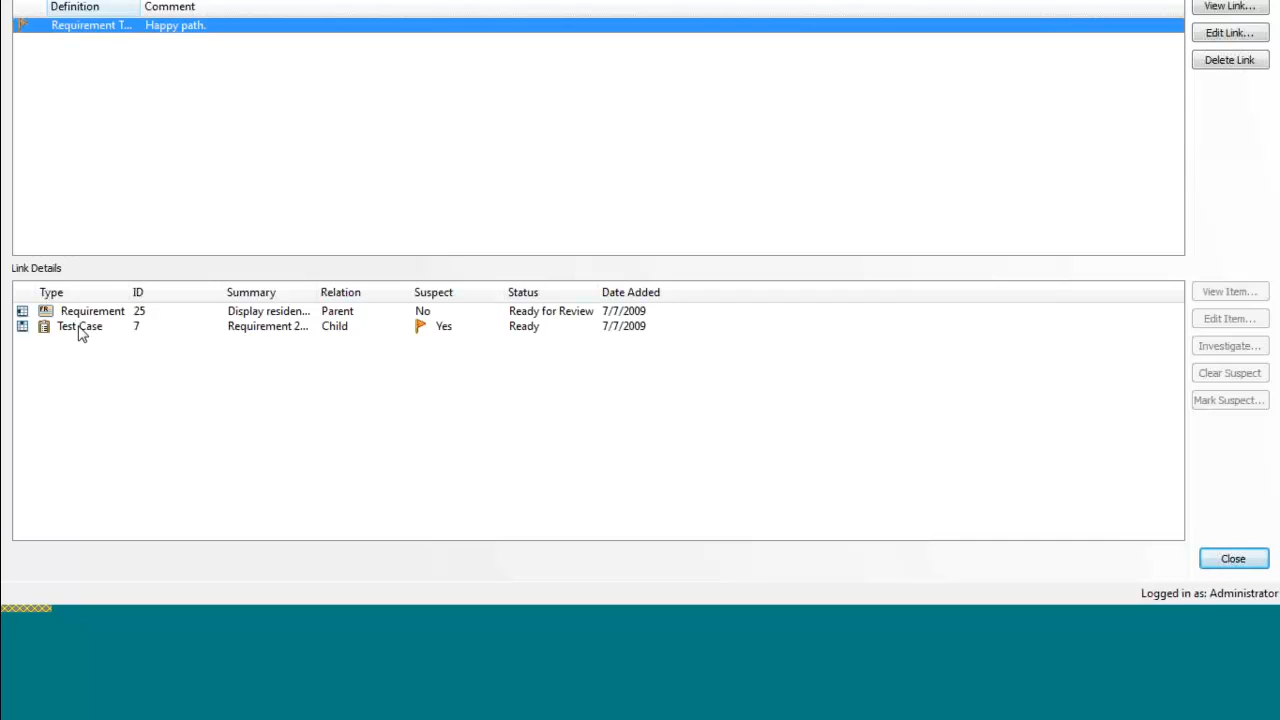 Definition Comment View Link...
Requirement T... Happy path. Edit Link...
Delete Link
Link Details
Type ID Summary Relation Suspect Status Date Added View Item...
Requirement 25 Display residen... Parent No Ready for Review 7/7/2009
Test Case 7 Requirement 2... Child Yes Ready 7/7/2009
Edit Item...
Investigate...
Clear Suspect
Mark Suspect...
Close
Logged in as: Administrator